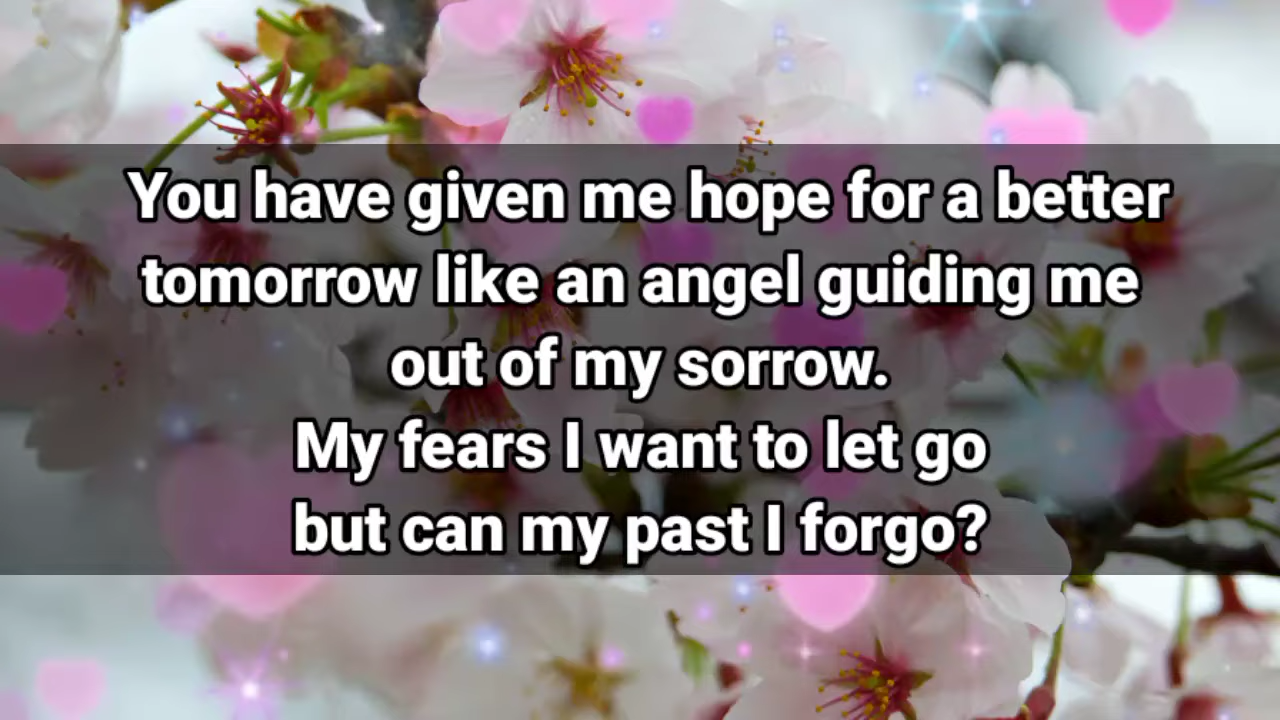 You have given me hope for a better
tomorrow like an angel guiding me
out of my sorrow.
My fears I want to let go
but can my past I forgo?